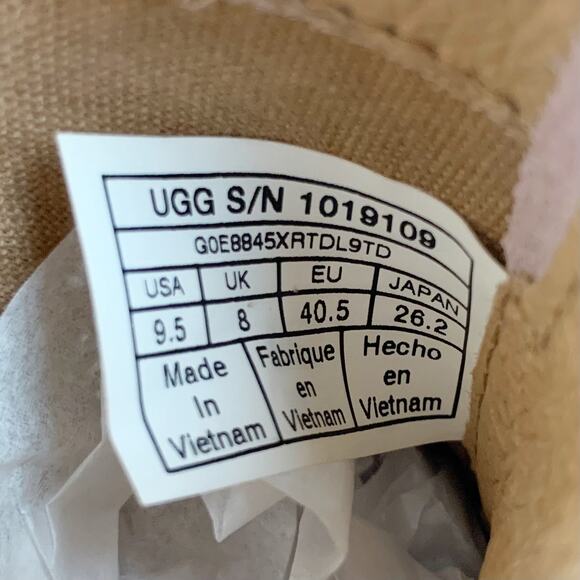 UGG S/N 1019109
G0E8845XRTDL9TD
USA UK EU JAPAN
9.5 8 40.5 26.2
Made Fabrique Hecho
In en en
Vietnam Vietnam Vietnam